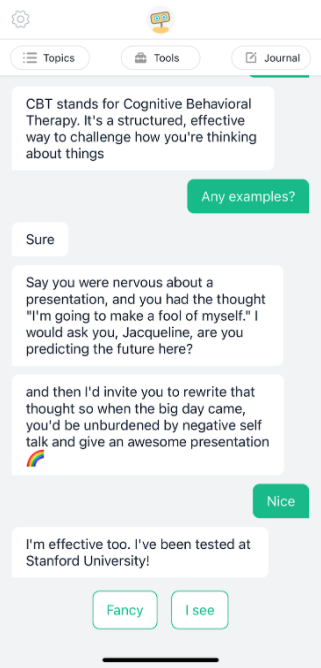 Topics
Tools
Journal
CBT stands for Cognitive Behavioral
Therapy. It's a structured, effective
way to challenge how you're thinking
about things
Any examples?
Sure
Say you were nervous about a
presentation, and you had the thought
"I'm going to make a fool of myself." I
would ask you, Jacqueline, are you
predicting the future here?
and then I'd invite you to rewrite that
thought so when the big day came,
you'd be unburdened by negative self
talk and give an awesome presentation
🌈
Nice
I'm effective too. I've been tested at
Stanford University!
Fancy
I see